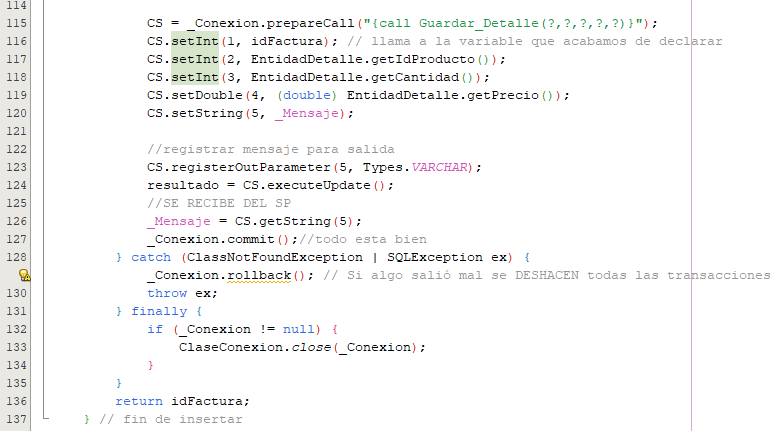 114
115 CS = _Conexion.prepareCall("{call Guardar_Detalle(?,?,?,?,?)}");
116 CS.setInt(1, idFactura); // llama a la variable que acabamos de declarar
117 CS.setInt(2, EntidadDetalle.getIdProducto());
118 CS.setInt(3, EntidadDetalle.getCantidad());
119 CS.setDouble(4, (double) EntidadDetalle.getPrecio());
120 CS.setString(5, _Mensaje);
121
122 //registrar mensaje para salida
123 CS.registerOutParameter(5, Types.VARCHAR);
124 resultado = CS.executeUpdate();
125 //SE RECIBE DEL SP
126 _Mensaje = CS.getString(5);
127 _Conexion.commit();//todo esta bien
128 } catch (ClassNotFoundException | SQLException ex) {
_Conexion.rollback(); // Si algo salió mal se DESHACEN todas las transacciones
130 throw ex;
131 } finally {
132 if (_Conexion != null) {
133 ClaseConexion.close(_Conexion);
134 }
135 }
136 return idFactura;
137 } // fin de insertar